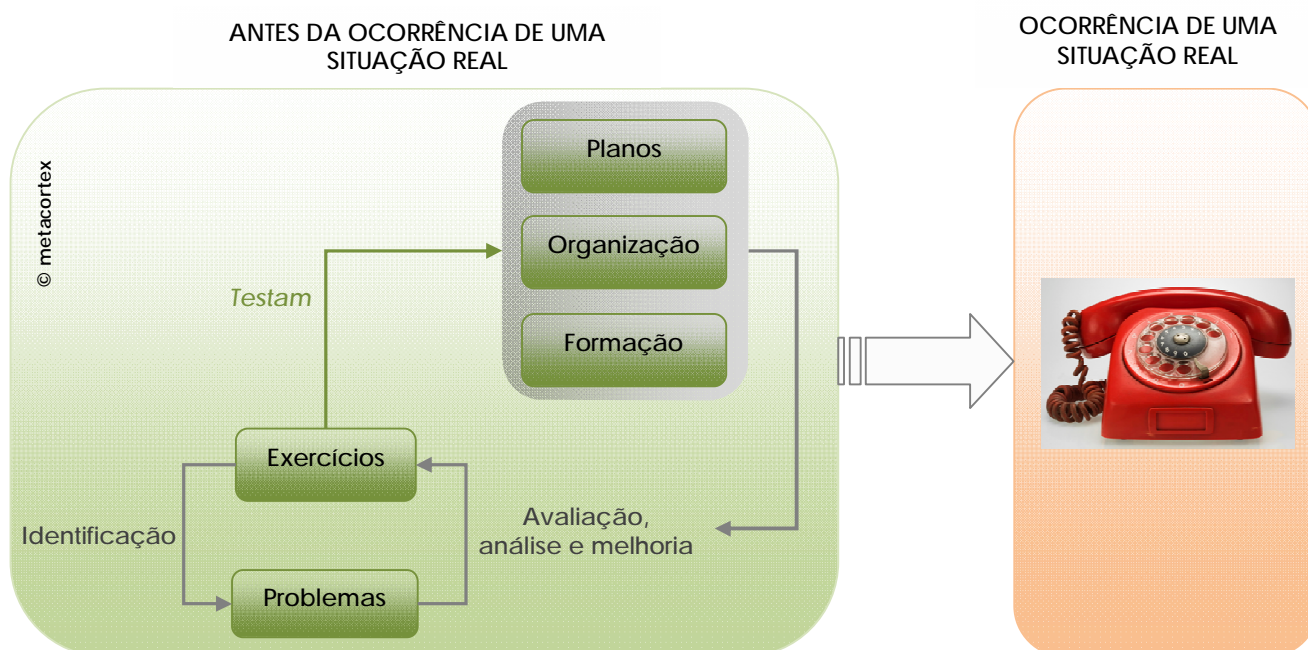 ANTES DA OCORRÊNCIA DE UMA
SITUAÇÃO REAL
OCORRÊNCIA DE UMA
SITUAÇÃO REAL
© metacortex
Planos
Organização
Formação
Testam
Exercícios
Identificação
Avaliação,
análise e melhoria
Problemas